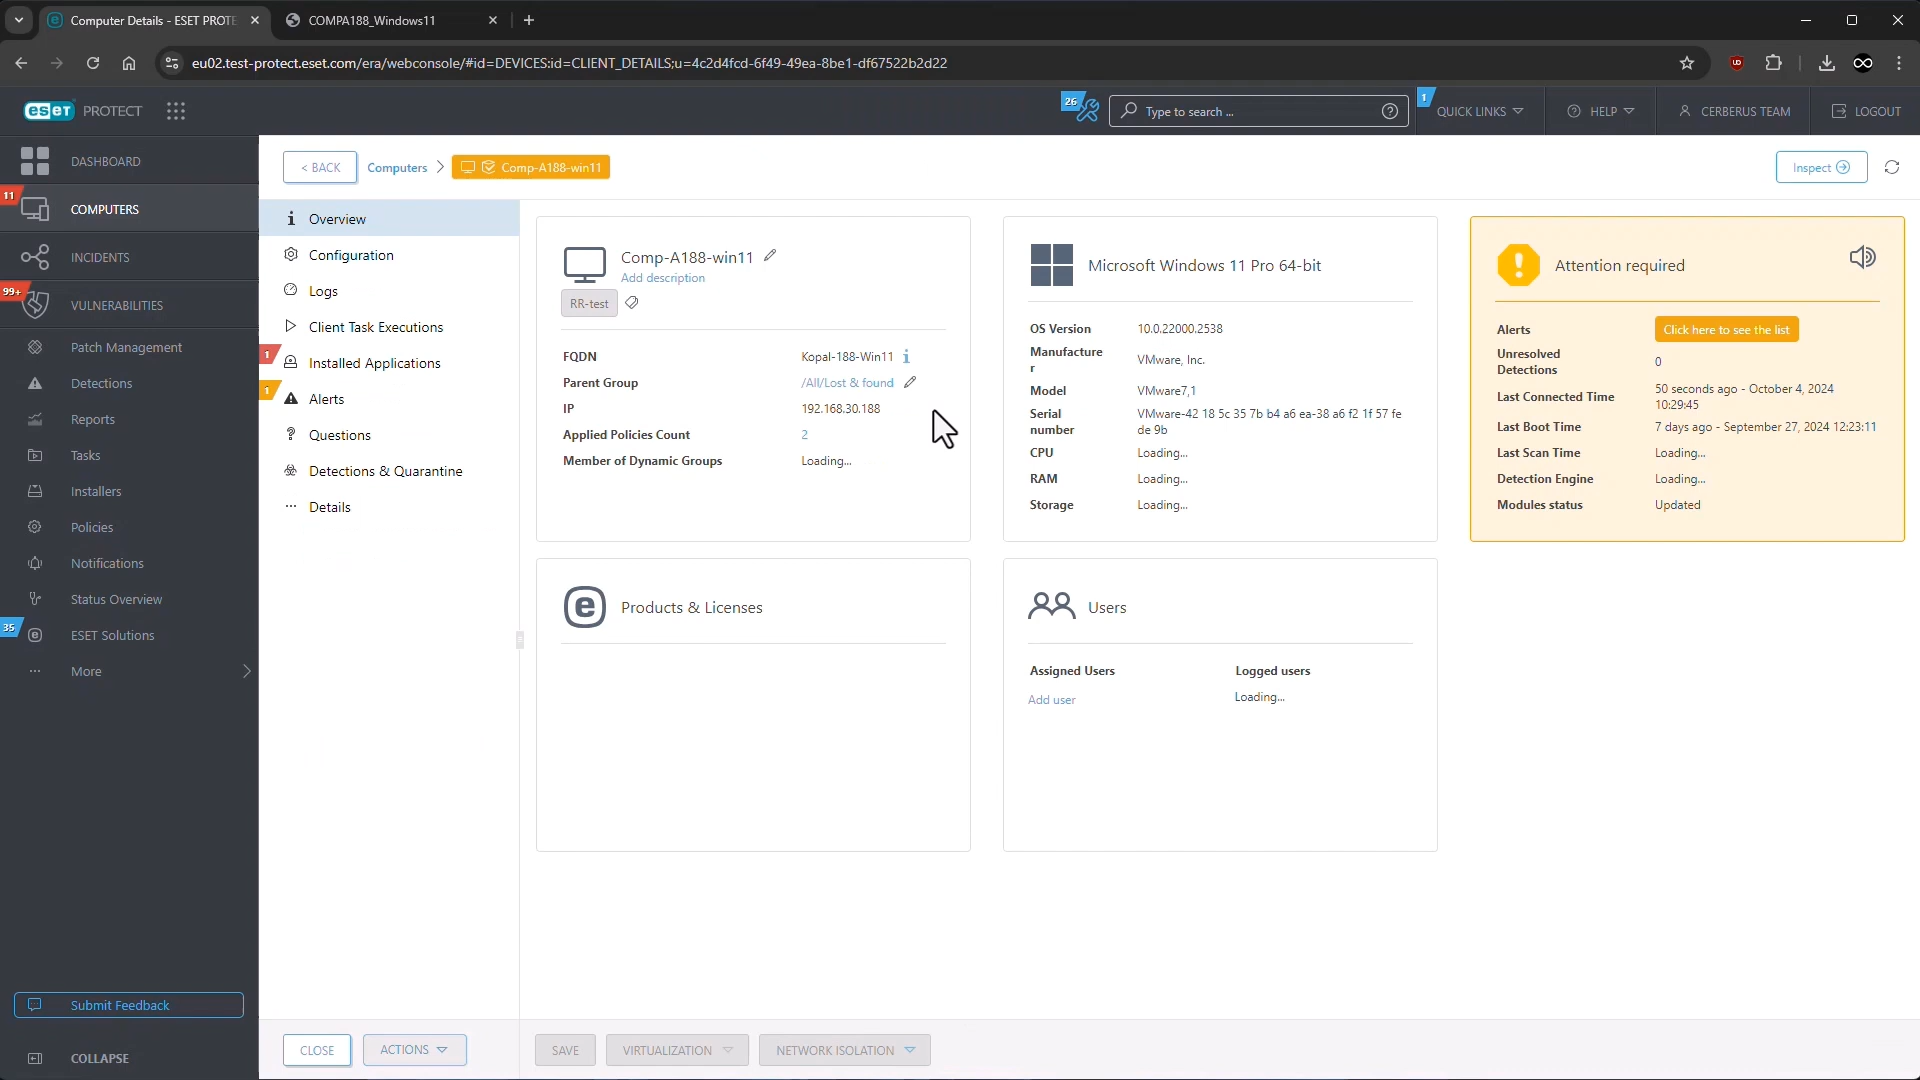 Computer Details - ESET PROTE
COMPA188_Windows11
eu02.test-protect.eset.com/era/webconsole/#id=DEVICES:id=CLIENT_DETAILS;u=4c2d4fcd-6f49-49ea-8be1-df67522b2d22
eseT PROTECT
26
Type to search ...
1
QUICK LINKS
HELP
CERBERUS TEAM
LOGOUT
DASHBOARD
11
COMPUTERS
INCIDENTS
99+
VULNERABILITIES
Patch Management
Detections
Reports
Tasks
Installers
Policies
Notifications
Status Overview
35
ESET Solutions
More
Submit Feedback
COLLAPSE
< BACK
Computers
Comp-A188-win11
Inspect
Overview
Configuration
Logs
Client Task Executions
1
Installed Applications
1
Alerts
Questions
Detections & Quarantine
Details
Comp-A188-win11
Add description
RR-test
FQDN Kopal-188-Win11
Parent Group /All/Lost & found
IP 192.168.30.188
Applied Policies Count 2
Member of Dynamic Groups Loading...
Microsoft Windows 11 Pro 64-bit
OS Version 10.0.22000.2538
Manufacture
r
VMware, Inc.
Model VMware7,1
Serial
number
VMware-42 18 5c 35 7b b4 a6 ea-38 a6 f2 1f 57 fe
de 9b
CPU Loading...
RAM Loading...
Storage Loading...
Attention required
Alerts Click here to see the list
Unresolved
Detections
0
Last Connected Time
50 seconds ago - October 4, 2024
10:29:45
Last Boot Time 7 days ago - September 27, 2024 12:23:11
Last Scan Time Loading...
Detection Engine Loading...
Modules status Updated
Products & Licenses
Users
Assigned Users Logged users
Add user Loading...
CLOSE
ACTIONS
SAVE
VIRTUALIZATION
NETWORK ISOLATION